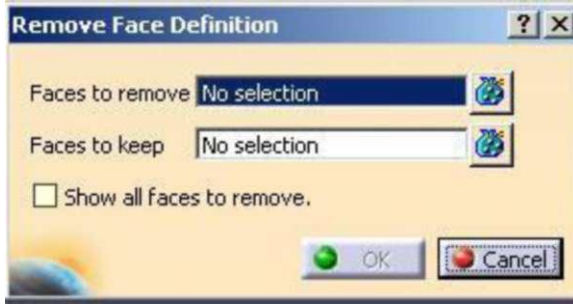 Remove Face Definition
Faces to remove No selection
Faces to keep No selection
Show all faces to remove.
OK Cancel